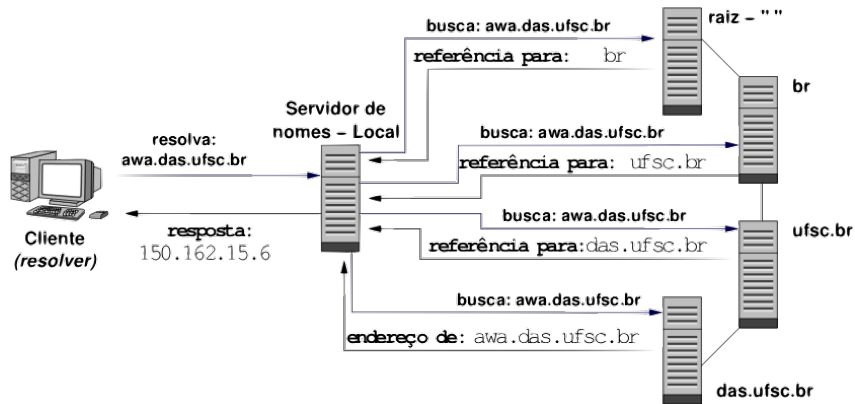 raiz - " "
busca: awa.das.ufsc.br
referência para: br
br
Servidor de
nomes - Local
resolva:
awa.das.ufsc.br
busca: awa.das.ufsc.br
referência para: ufsc.br
resposta:
150.162.15.6
Cliente
(resolver)
busca: awa.das.ufsc.br
referência para:das.ufsc.br
ufsc.br
busca: awa.das.ufsc.br
endereço de: awa.das.ufsc.br
das.ufsc.br